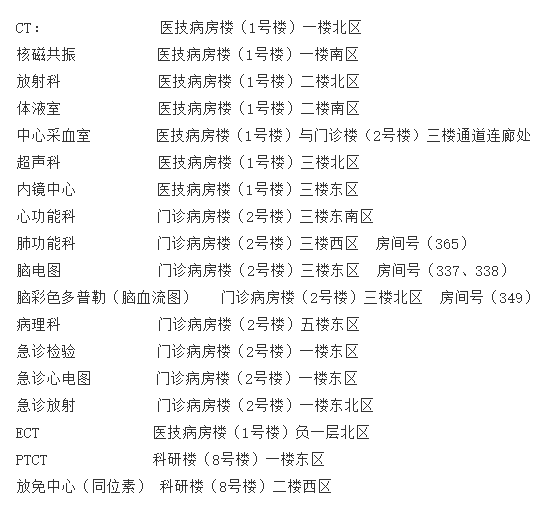 CT: 医技病房楼（1号楼）一楼北区
核磁共振 医技病房楼（1号楼）一楼南区
放射科 医技病房楼（1号楼）二楼北区
体液室 医技病房楼（1号楼）二楼南区
中心采血室 医技病房楼（1号楼）与门诊楼（2号楼）三楼通道连廊处
超声科 医技病房楼（1号楼）三楼北区
内镜中心 医技病房楼（1号楼）三楼东区
心功能科 门诊病房楼（2号楼）三楼东南区
肺功能科 门诊病房楼（2号楼）三楼西区 房间号（365）
脑电图 门诊病房楼（2号楼）三楼东区 房间号（337、338）
脑彩色多普勒（脑血流图） 门诊病房楼（2号楼）三楼北区 房间号（349）
病理科 门诊病房楼（2号楼）五楼东区
急诊检验 门诊病房楼（2号楼）一楼东区
急诊心电图 门诊病房楼（2号楼）一楼东区
急诊放射 门诊病房楼（2号楼）一楼东北区
ECT 医技病房楼（1号楼）负一层北区
PTCT 科研楼（8号楼）一楼东区
放免中心（同位素） 科研楼（8号楼）二楼西区